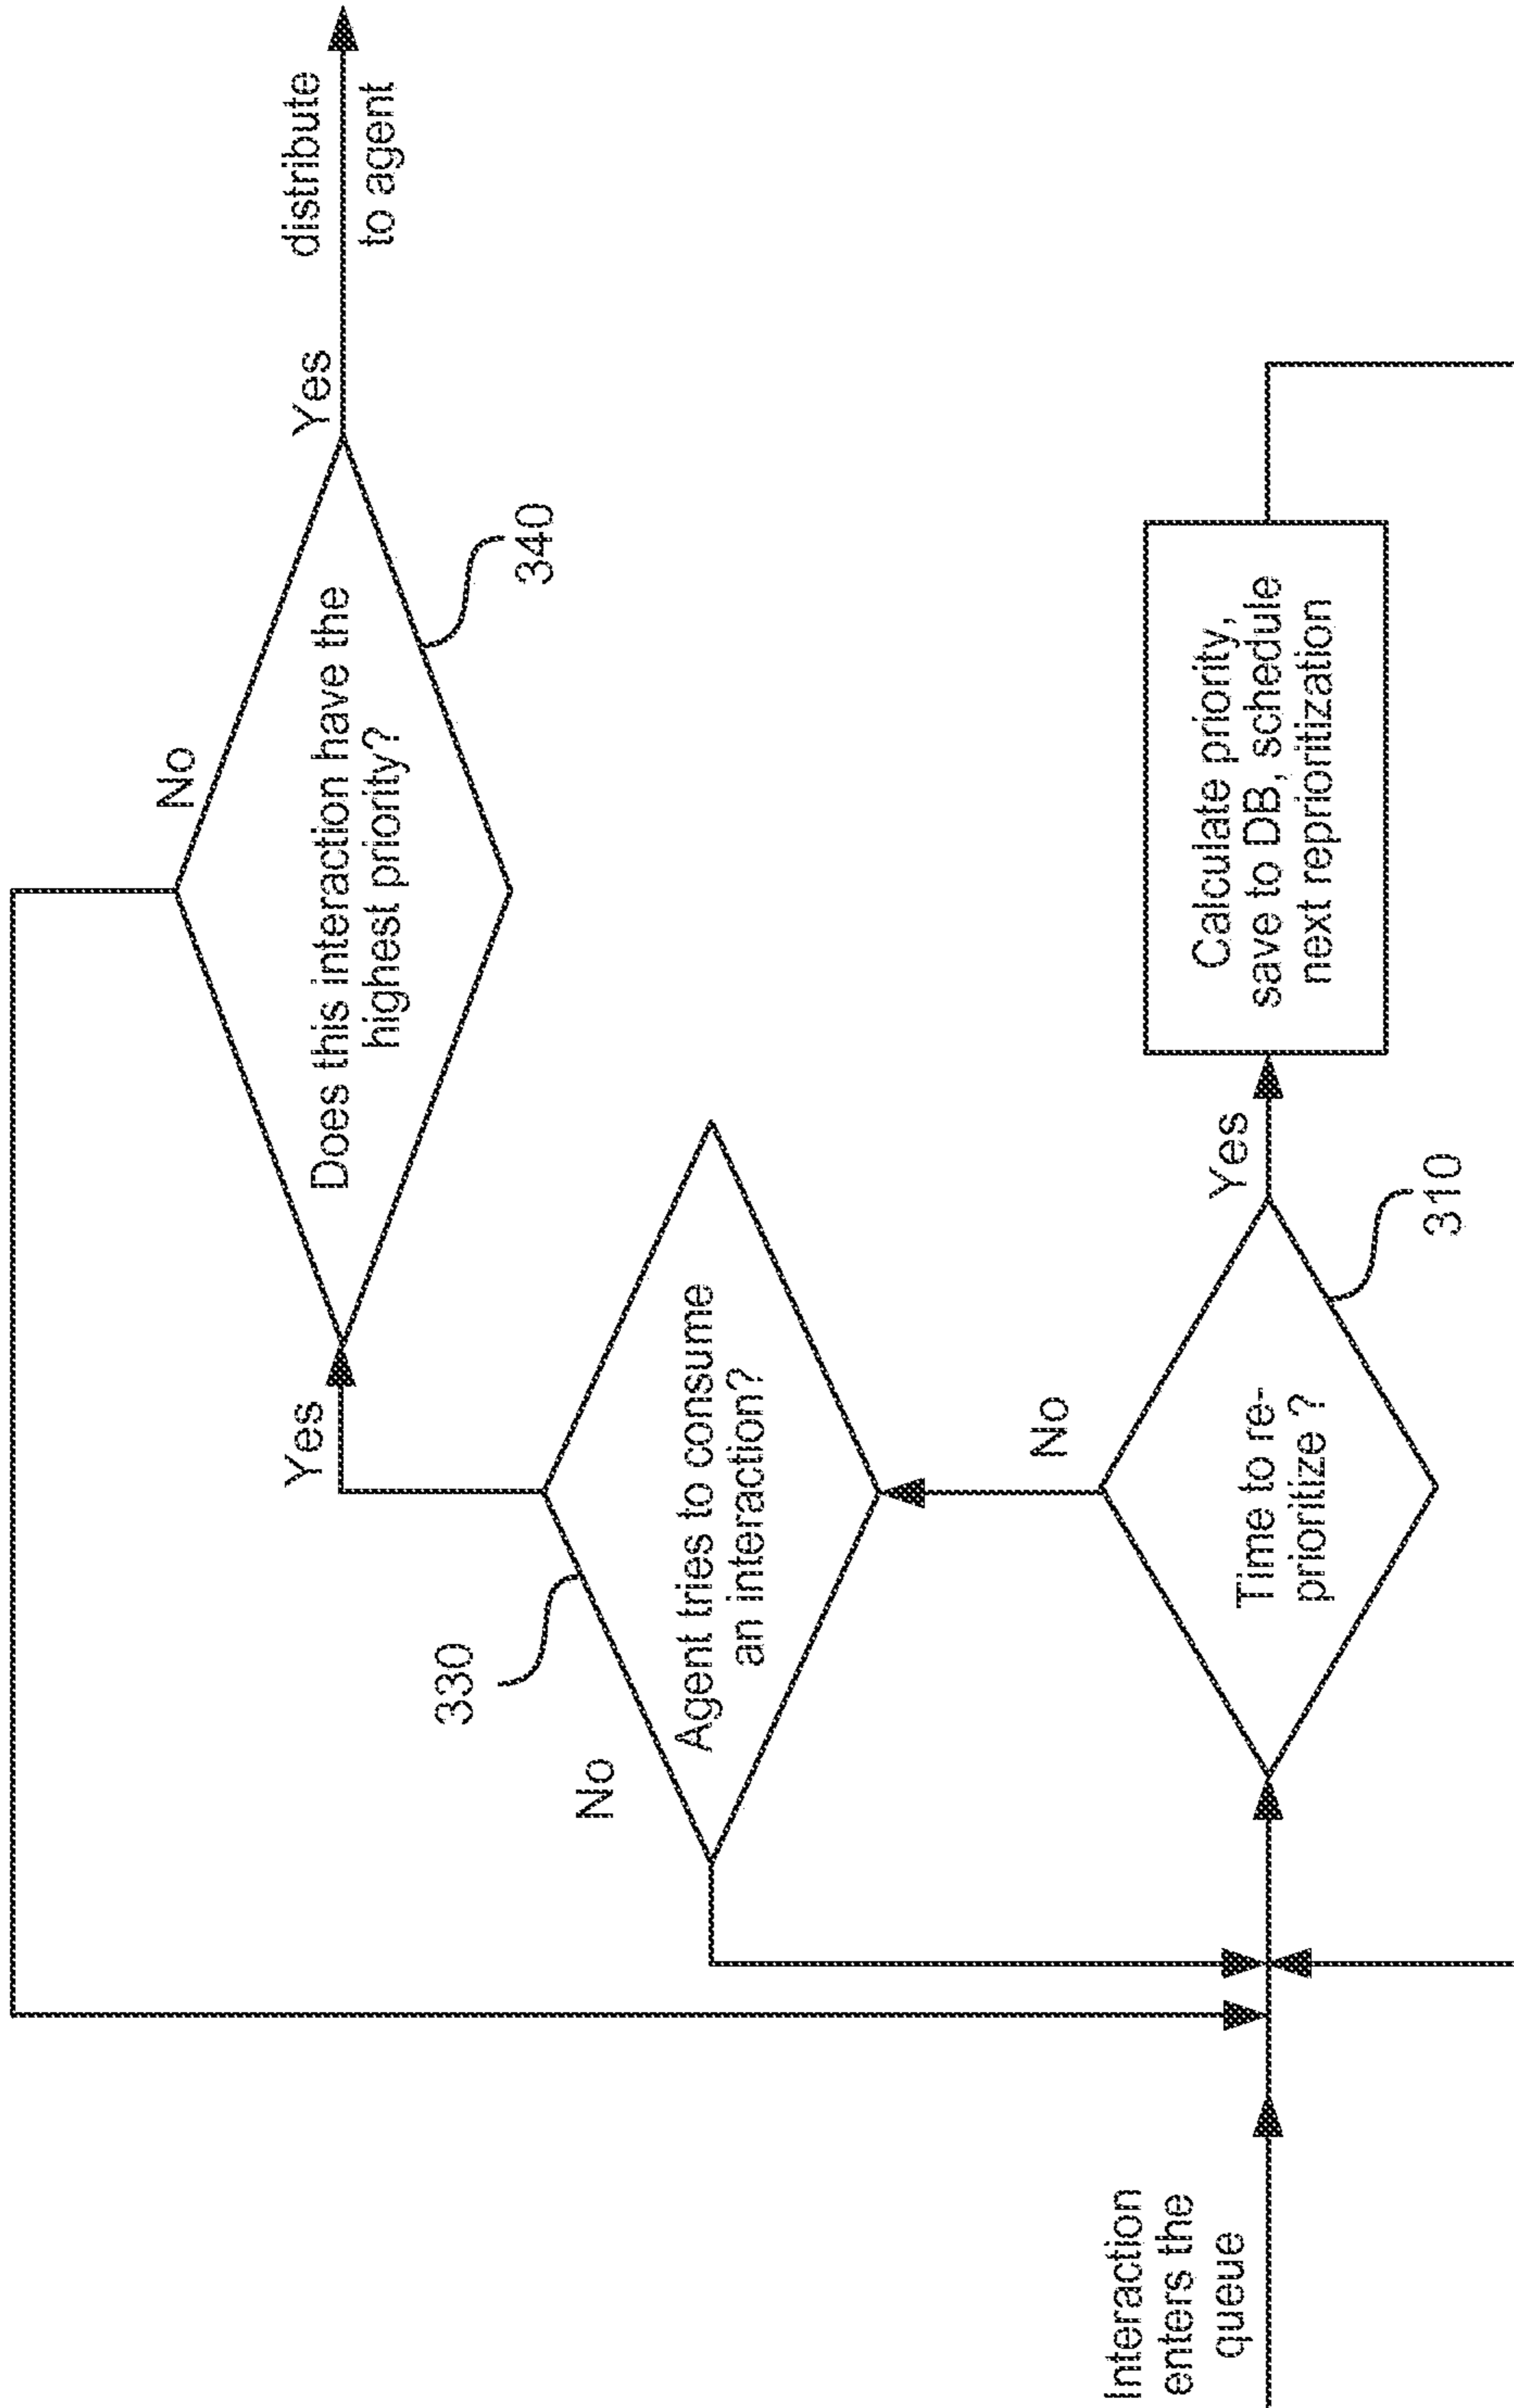 Interaction
enters the
queue
Time to re-
prioritize ?
310
Yes
Calculate priority,
save to DB, schedule
next reprioritization
No
Agent tries to consume
an interaction?
330
No
Yes
Does this interaction have the
highest priority?
340
No
Yes
distribute
to agent